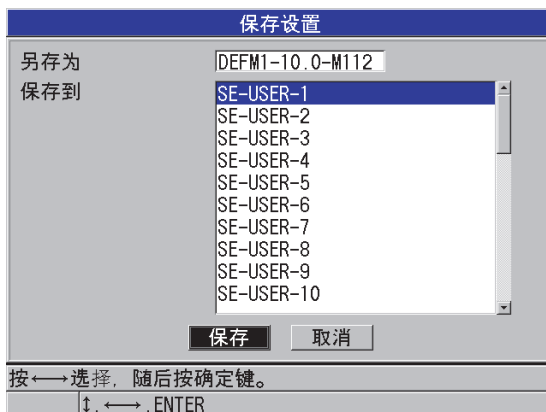 保存设置
另存为 DEFM1-10.0-M112
保存到 SE-USER-1
SE-USER-2
SE-USER-3
SE-USER-4
SE-USER-5
SE-USER-6
SE-USER-7
SE-USER-8
SE-USER-9
SE-USER-10
保存 取消
按←→选择, 随后按确定键。
↕.←→.ENTER